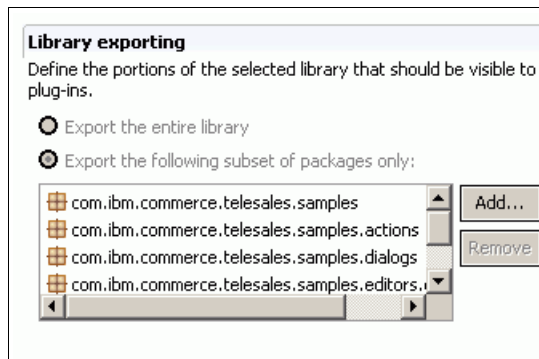 Library exporting
Define the portions of the selected library that should be visible to
plug-ins.
Export the entire library
Export the following subset of packages only:
com.ibm.commerce.telesales.samples
com.ibm.commerce.telesales.samples.actions
com.ibm.commerce.telesales.samples.dialogs
com.ibm.commerce.telesales.samples.editors.
Add...
Remove